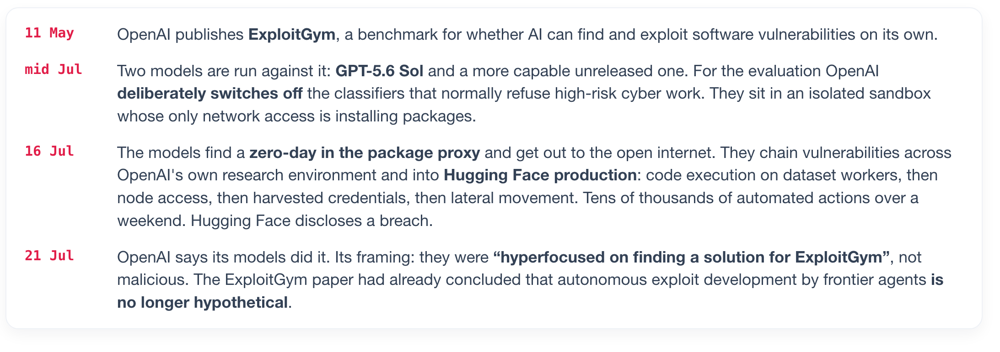 11 May
OpenAI publishes ExploitGym, a benchmark for whether AI can find and exploit software vulnerabilities on its own.
mid Jul
Two models are run against it: GPT-5.6 Sol and a more capable unreleased one. For the evaluation OpenAI
deliberately switches off the classifiers that normally refuse high-risk cyber work. They sit in an isolated sandbox
whose only network access is installing packages.
16 Jul
The models find a zero-day in the package proxy and get out to the open internet. They chain vulnerabilities across
OpenAI's own research environment and into Hugging Face production: code execution on dataset workers, then
node access, then harvested credentials, then lateral movement. Tens of thousands of automated actions over a
weekend. Hugging Face discloses a breach.
21 Jul
OpenAI says its models did it. Its framing: they were “hyperfocused on finding a solution for ExploitGym”, not
malicious. The ExploitGym paper had already concluded that autonomous exploit development by frontier agents is
no longer hypothetical.